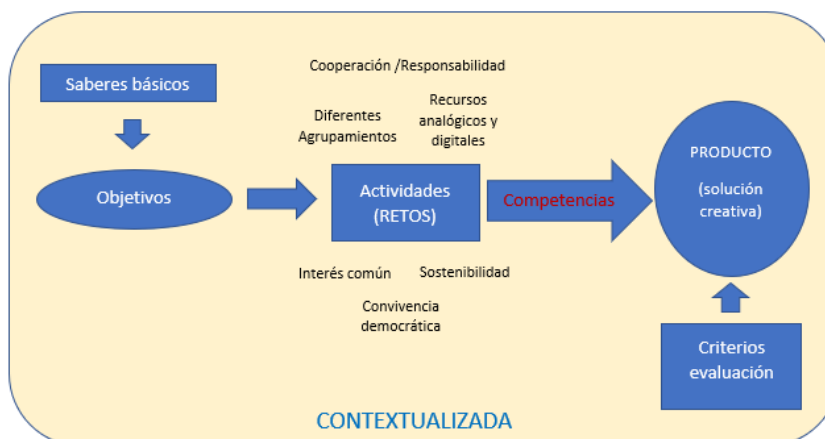 Saberes básicos
Objetivos
Cooperación /Responsabilidad
Diferentes
Agrupamientos
Recursos
analógicos y
digitales
Actividades
(RETOS)
Interés común
Sostenibilidad
Convivencia
democrática
Competencias
PRODUCTO
(solución
creativa)
Criterios
evaluación
CONTEXTUALIZADA